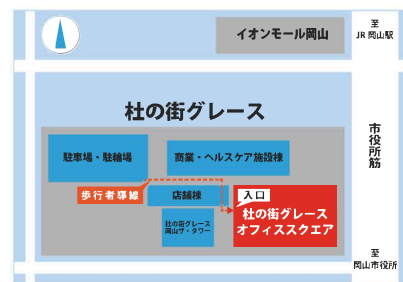 至
JR 岡山駅
イオンモール岡山
杜の街グレース
市役所筋
駐車場・駐輪場
商業・ヘルスケア施設棟
歩行者導線
店舗棟
入口
杜の街グレース
オフィススクエア
杜の街グレース
岡山ザ・タワー
至
岡山市役所